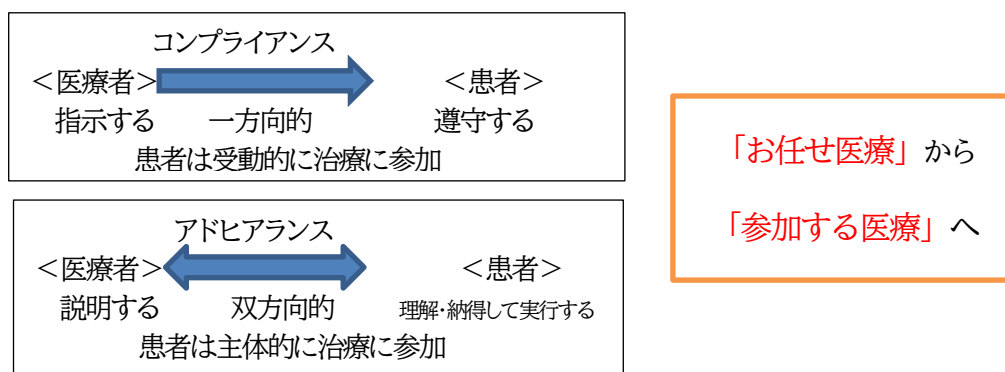 コンプライアンス
＜医療者＞ ＜患者＞
指示する 一方向的 遵守する
患者は受動的に治療に参加
アドヒアランス
＜医療者＞ ＜患者＞
説明する 双方向的 理解・納得して実行する
患者は主体的に治療に参加
「お任せ医療」から
「参加する医療」へ